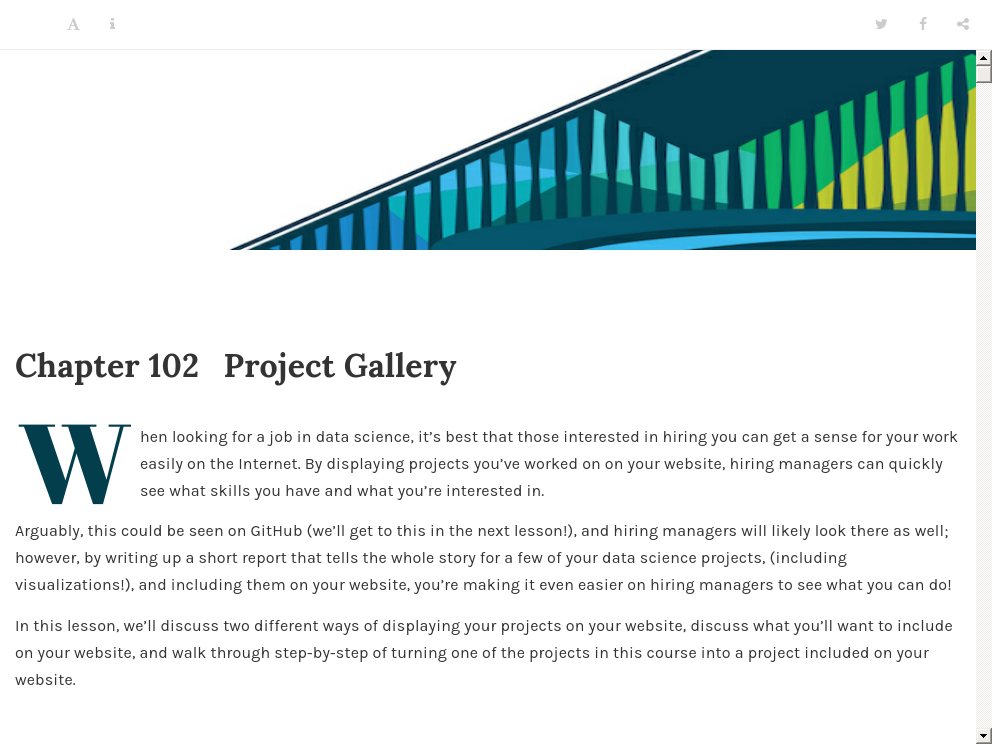 Chapter 102 Project Gallery
When looking for a job in data science, it’s best that those interested in hiring you can get a sense for your work
easily on the Internet. By displaying projects you’ve worked on on your website, hiring managers can quickly
see what skills you have and what you’re interested in.
Arguably, this could be seen on GitHub (we’ll get to this in the next lesson!), and hiring managers will likely look there as well;
however, by writing up a short report that tells the whole story for a few of your data science projects, (including
visualizations!), and including them on your website, you’re making it even easier on hiring managers to see what you can do!
In this lesson, we’ll discuss two different ways of displaying your projects on your website, discuss what you’ll want to include
on your website, and walk through step-by-step of turning one of the projects in this course into a project included on your
website.